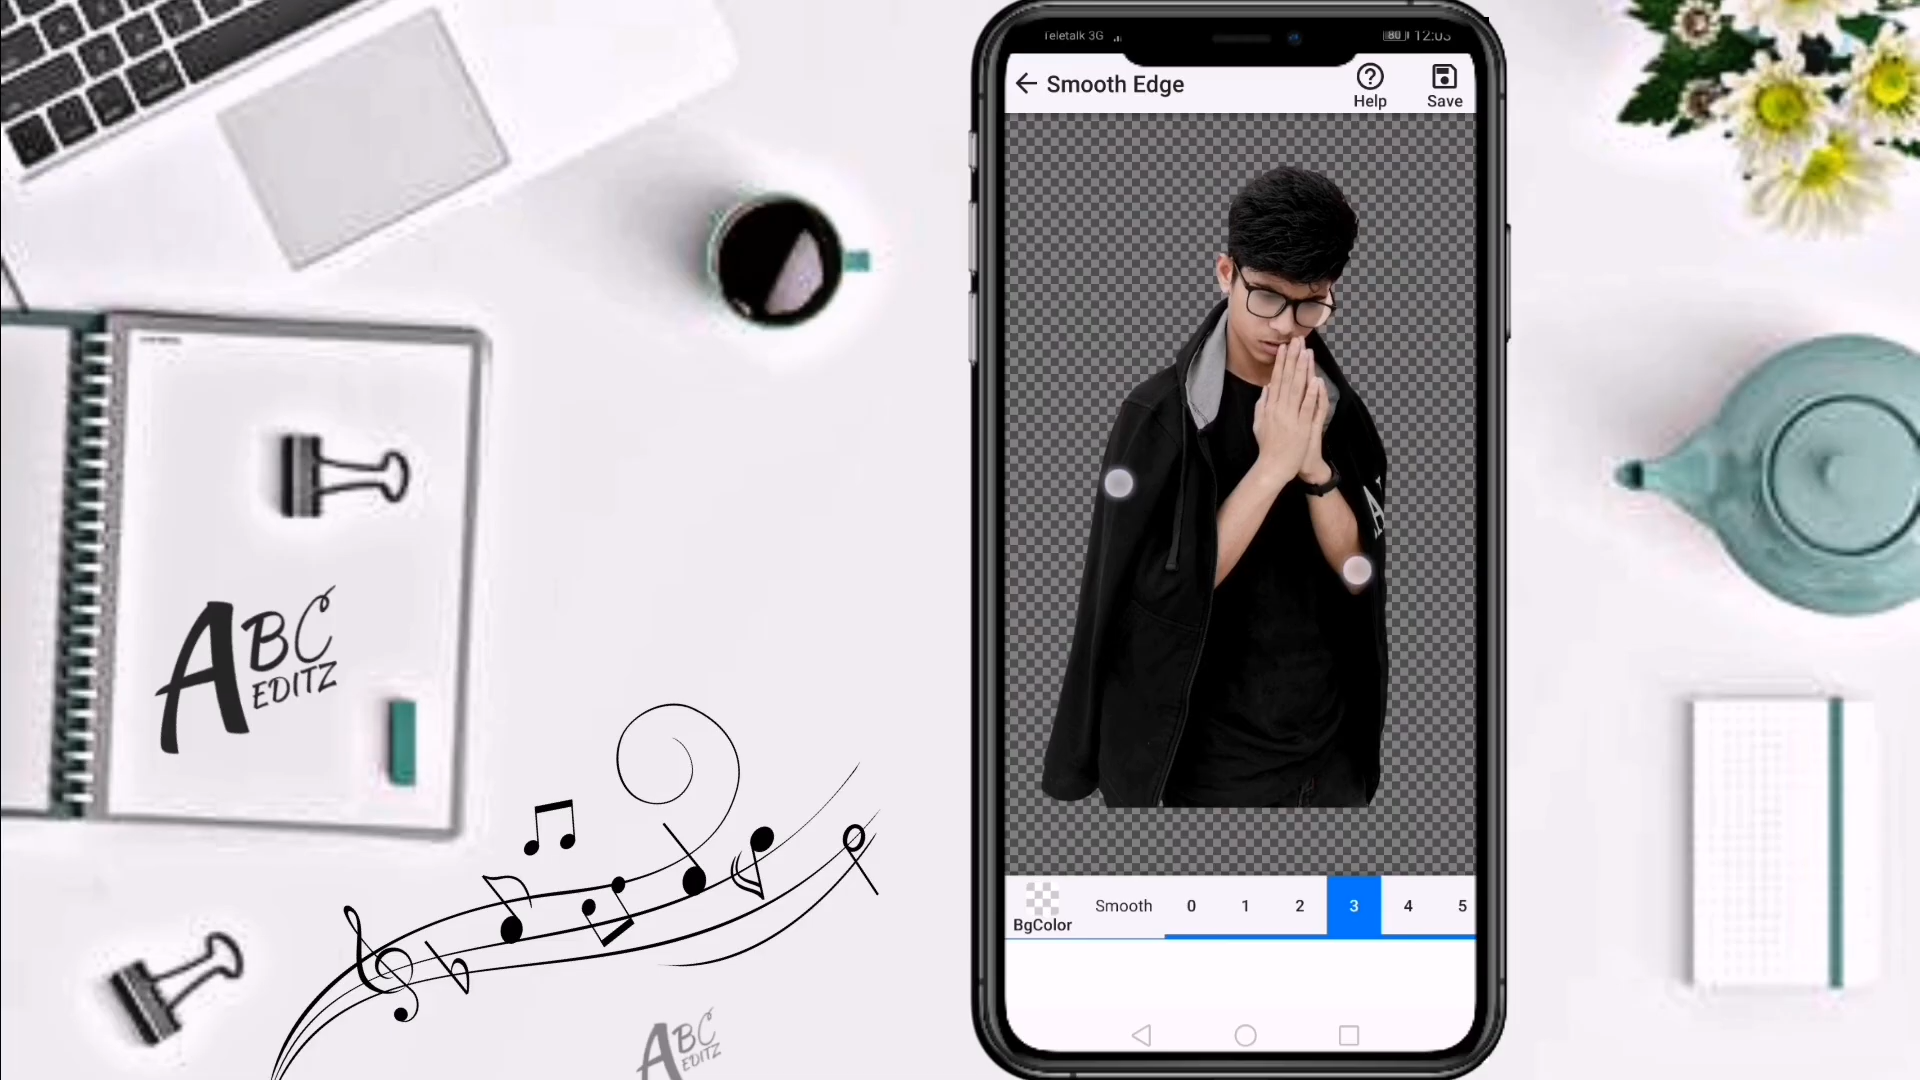 Teletalk 3G
80 12:03
Smooth Edge
Help
Save
A
BgColor
Smooth 0 1 2 3 4 5
ABC
EDITZ
ABC
EDITZ